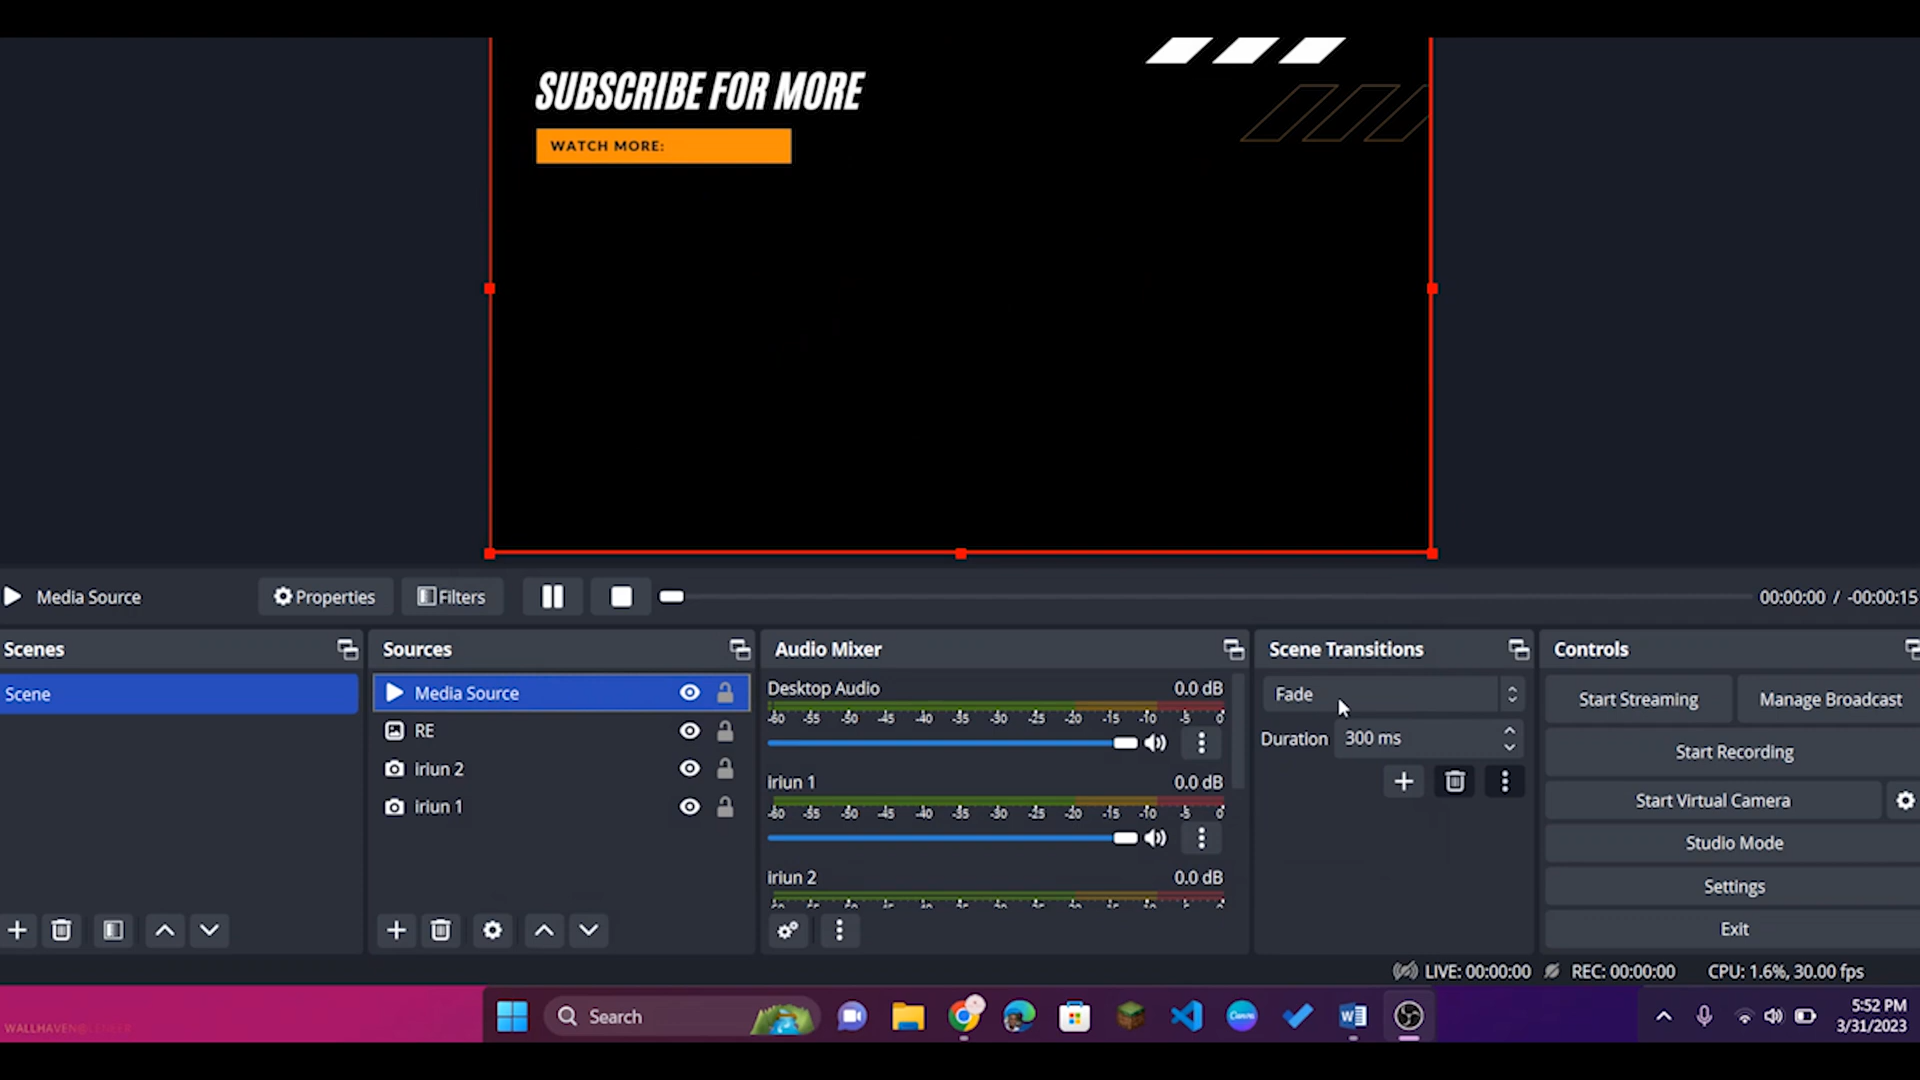 SUBSCRIBE FOR MORE
WATCH MORE:
Media Source
Properties
Filters
00:00:00 / -00:00:15
Scenes
Scene
Sources
Media Source
RE
iriun 2
iriun 1
Audio Mixer
Desktop Audio 0.0 dB
-60 -55 -50 -45 -40 -35 -30 -25 -20 -15 -10 -5 0
iriun 1 0.0 dB
-60 -55 -50 -45 -40 -35 -30 -25 -20 -15 -10 -5 0
iriun 2 0.0 dB
Scene Transitions
Fade
Duration 300 ms
Controls
Start Streaming
Manage Broadcast
Start Recording
Start Virtual Camera
Studio Mode
Settings
Exit
LIVE: 00:00:00 REC: 00:00:00 CPU: 1.6%, 30.00 fps
Search
Canva
W
5:52 PM
3/31/2023